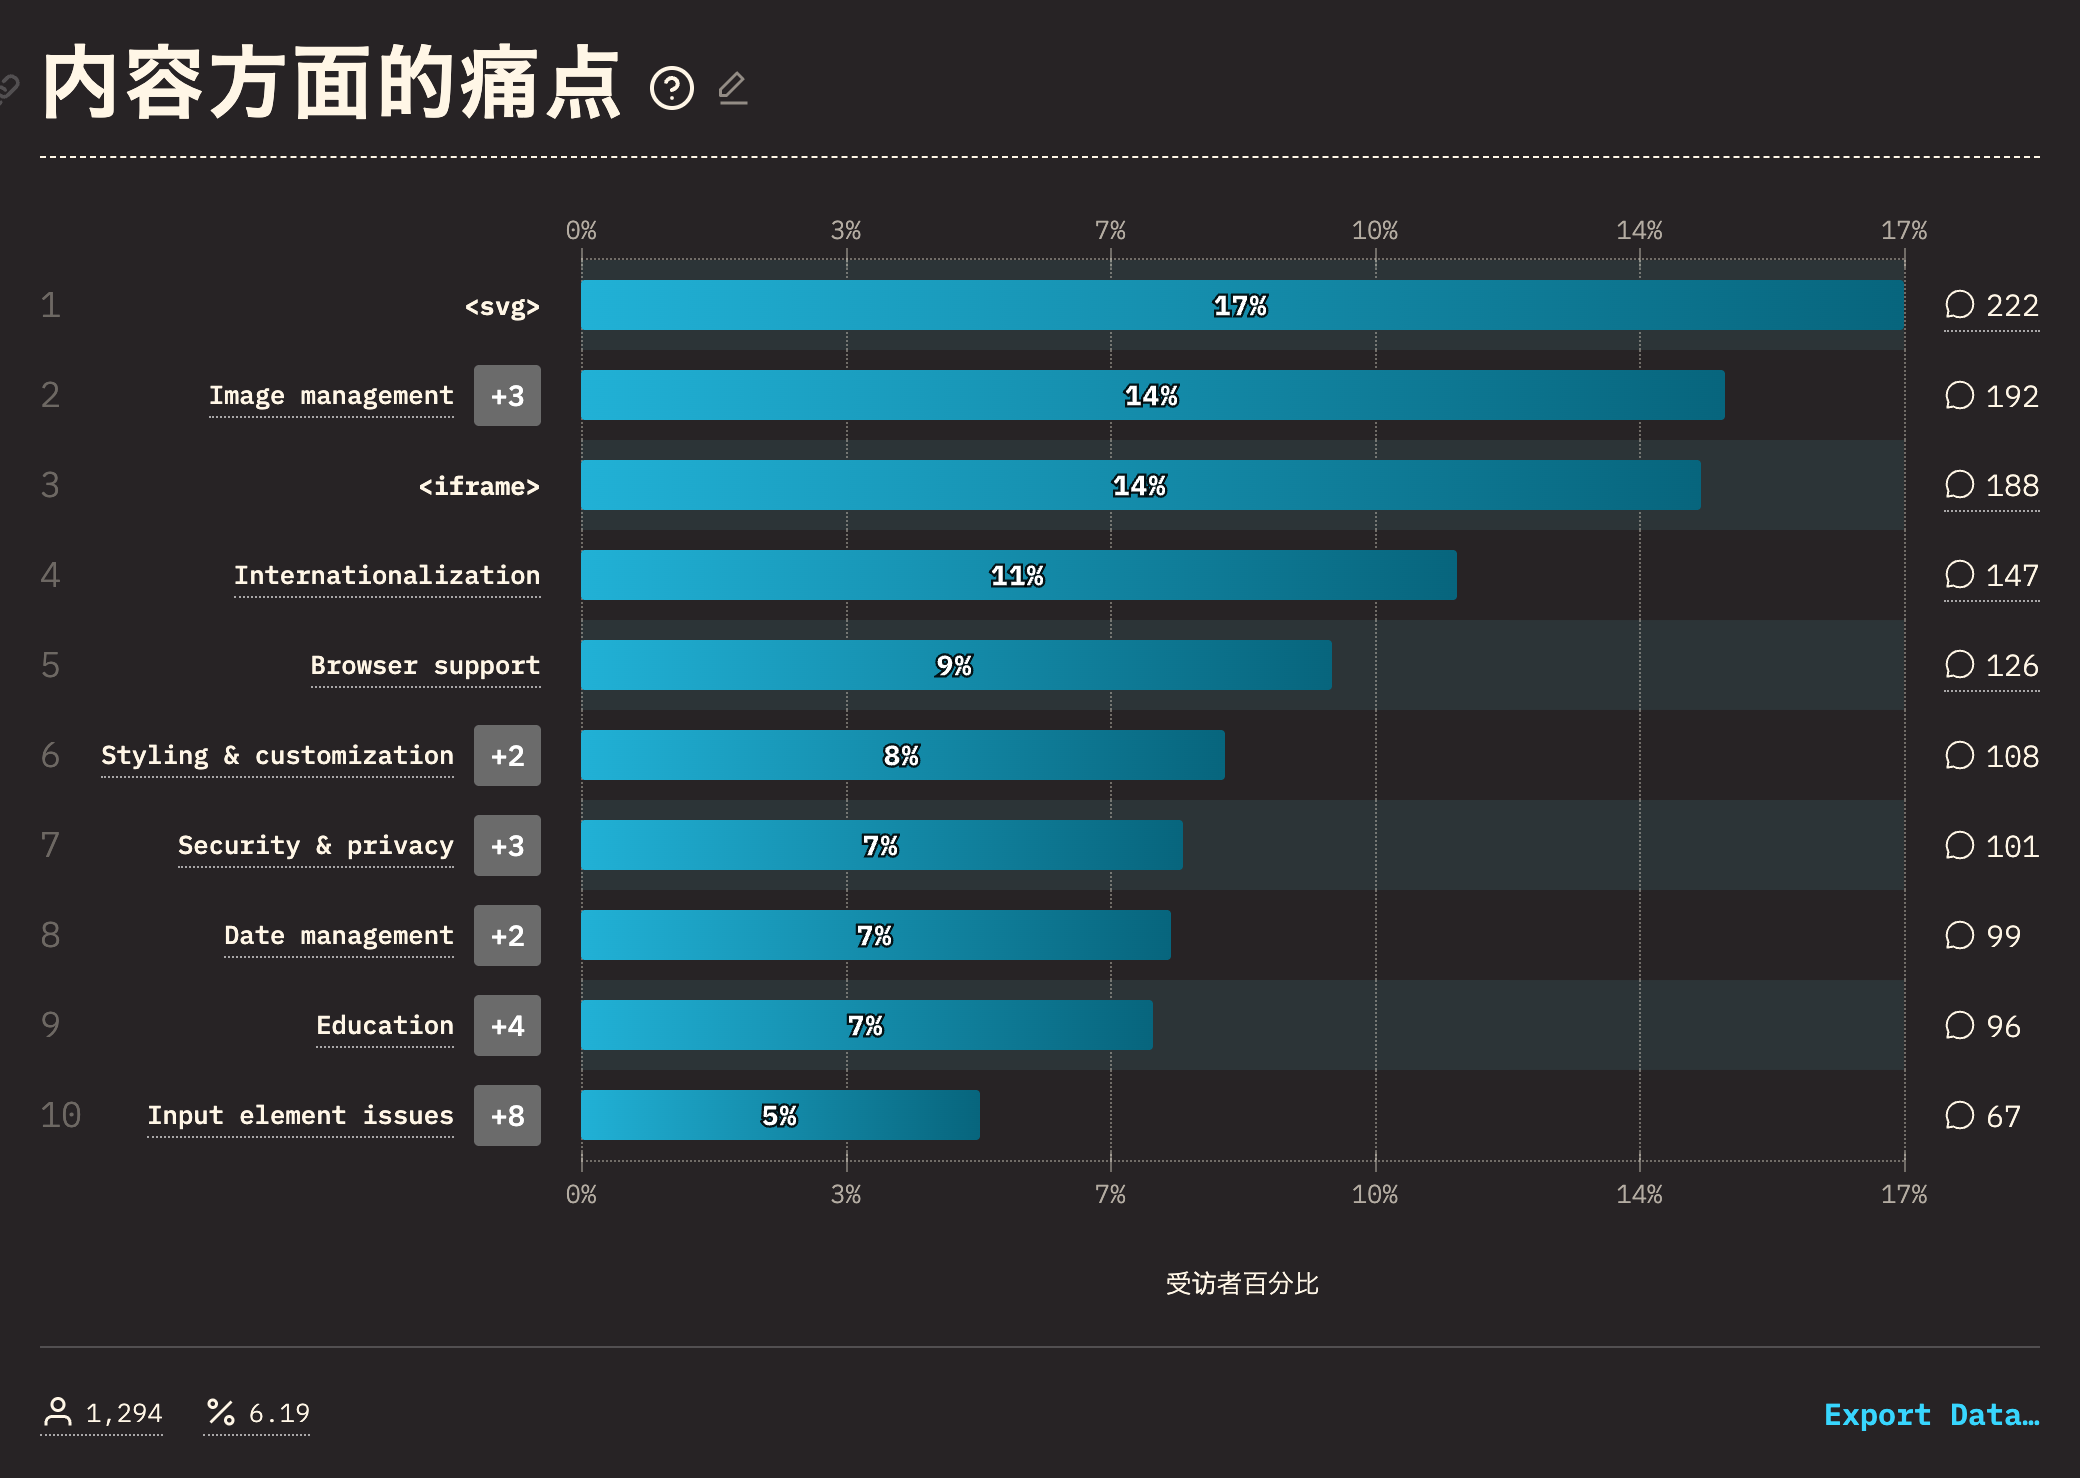 内容方面的痛点
0% 3% 7% 10% 14% 17%
1 <svg> 17% 222
2 Image management +3 14% 192
3 <iframe> 14% 188
4 Internationalization 11% 147
5 Browser support 9% 126
6 Styling & customization +2 8% 108
7 Security & privacy +3 7% 101
8 Date management +2 7% 99
9 Education +4 7% 96
10 Input element issues +8 5% 67
0% 3% 7% 10% 14% 17%
受访者百分比
1,294 % 6.19 Export Data…